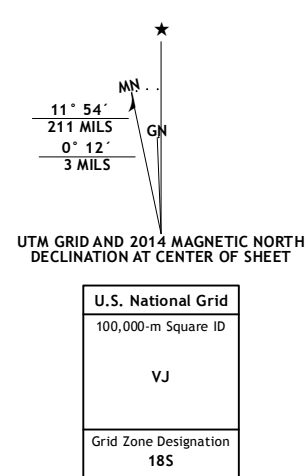 ★
MN
11° 54´
211 MILS
GN
0° 12´
3 MILS
UTM GRID AND 2014 MAGNETIC NORTH
DECLINATION AT CENTER OF SHEET
U.S. National Grid
100,000-m Square ID
VJ
Grid Zone Designation
18S